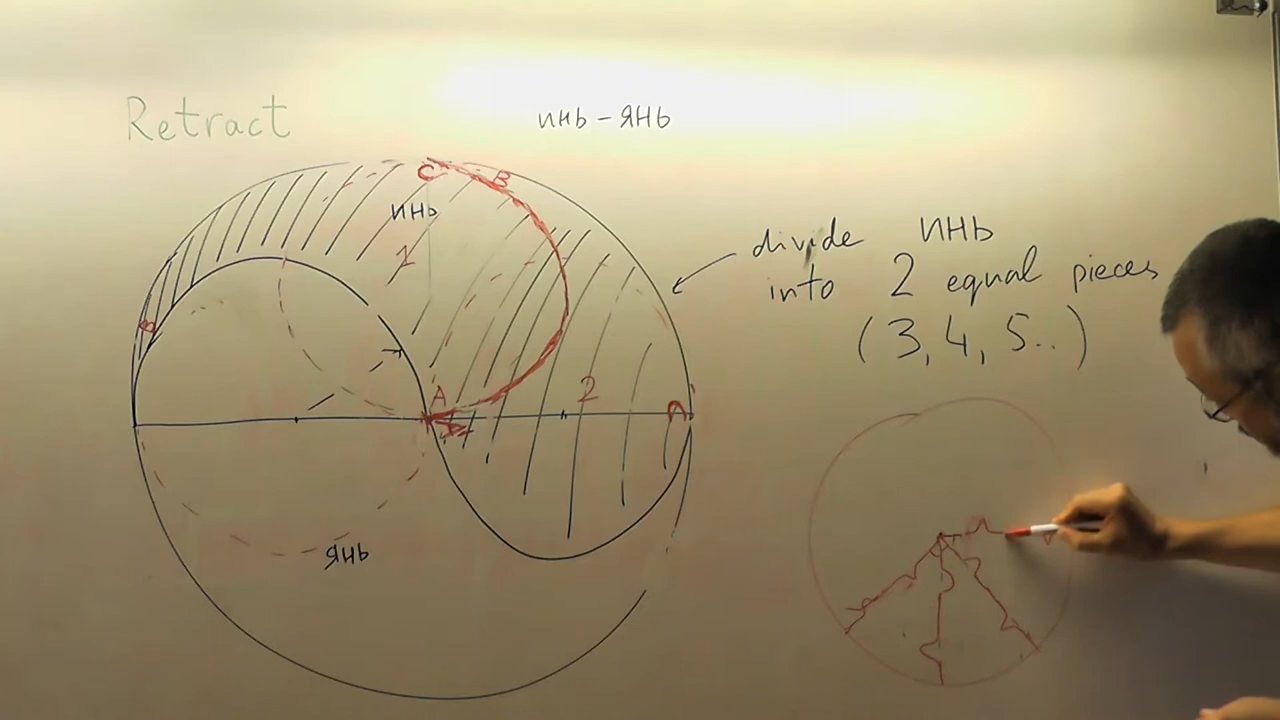 Retract
инь – янь
C
B
инь
1
divide инь
into 2 equal pieces
(3, 4, 5..)
B
A
2
A
янь